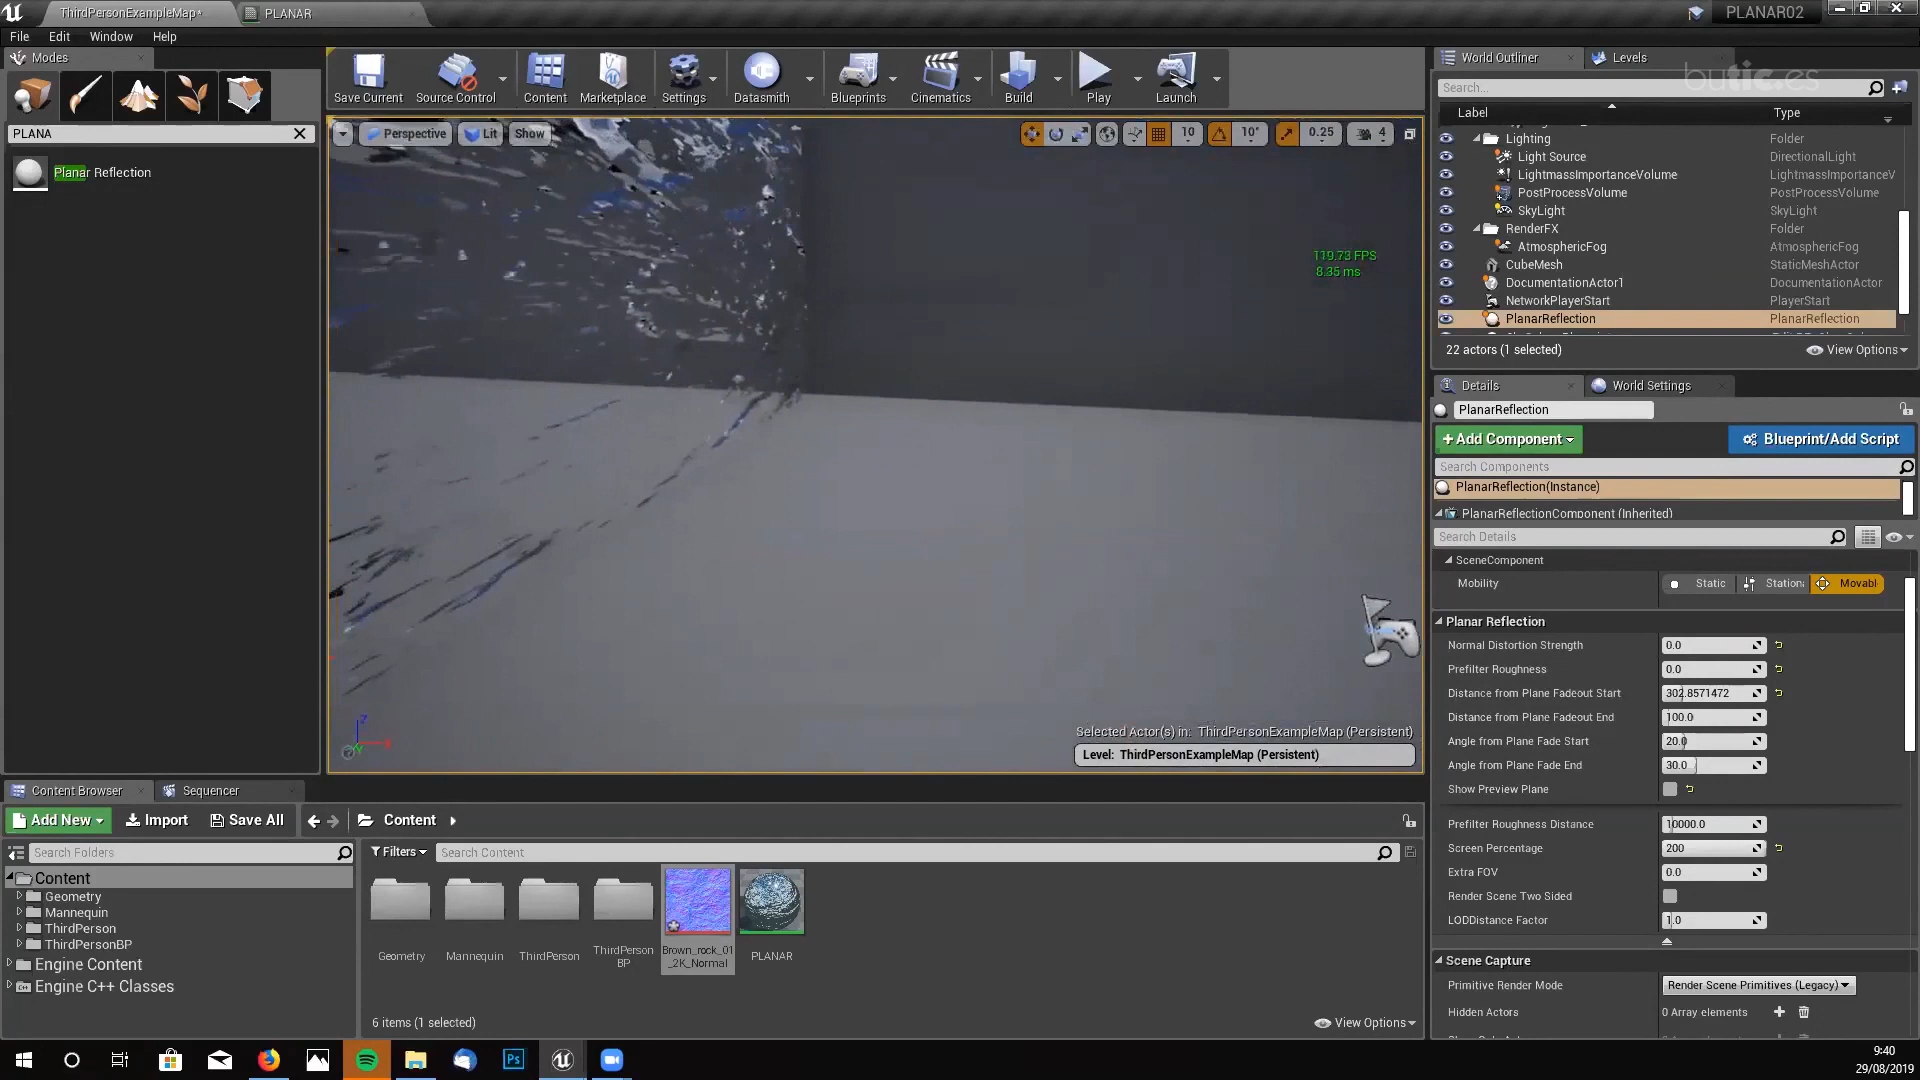 ThirdPersonExampleMap*
PLANAR
PLANAR02
File Edit Window Help
Modes
PLANA
Planar Reflection
Save Current
Source Control
Content
Marketplace
Settings
Datasmith
Blueprints
Cinematics
Build
Play
Launch
Perspective Lit Show
10 10° 0.25 4
119.73 FPS
8.35 ms
Selected Actor(s) in: ThirdPersonExampleMap (Persistent)
Level: ThirdPersonExampleMap (Persistent)
World Outliner Levels
butic.es
Search...
Label Type
Lighting Folder
Light Source DirectionalLight
LightmassImportanceVolume LightmassImportanceV
PostProcessVolume PostProcessVolume
SkyLight SkyLight
RenderFX Folder
AtmosphericFog AtmosphericFog
CubeMesh StaticMeshActor
DocumentationActor1 DocumentationActor
NetworkPlayerStart PlayerStart
PlanarReflection PlanarReflection
22 actors (1 selected) View Options
Details World Settings
PlanarReflection
+Add Component Blueprint/Add Script
Search Components
PlanarReflection(Instance)
PlanarReflectionComponent (Inherited)
Search Details
SceneComponent
Mobility Static Station Movabl
Planar Reflection
Normal Distortion Strength 0.0
Prefilter Roughness 0.0
Distance from Plane Fadeout Start 302.8571472
Distance from Plane Fadeout End 100.0
Angle from Plane Fade Start 20.0
Angle from Plane Fade End 30.0
Show Preview Plane
Prefilter Roughness Distance 10000.0
Screen Percentage 200
Extra FOV 0.0
Render Scene Two Sided
LODDistance Factor 1.0
Scene Capture
Primitive Render Mode Render Scene Primitives (Legacy)
Hidden Actors 0 Array elements
Content Browser Sequencer
Add New Import Save All Content
Search Folders
Filters Search Content
Content
Geometry
Mannequin
ThirdPerson
ThirdPersonBP
Engine Content
Engine C++ Classes
Geometry
Mannequin
ThirdPerson
ThirdPerson
BP
Brown_rock_01
_2K_Normal
PLANAR
6 items (1 selected) View Options
Ps
9:40
29/08/2019